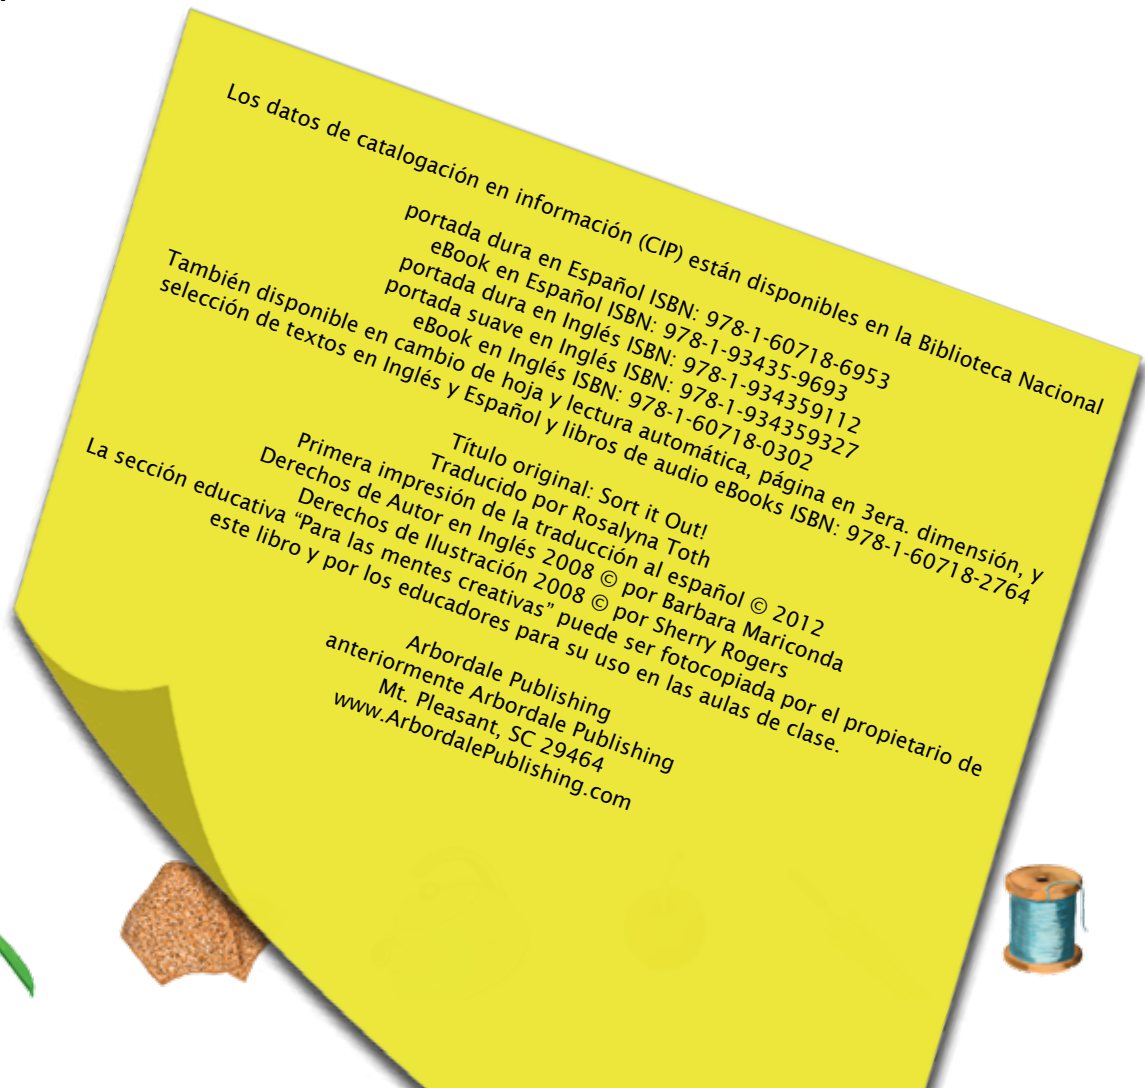 Los datos de catalogación en información (CIP) están disponibles en la Biblioteca Nacional
portada dura en Español ISBN: 978-1-60718-6953
eBook en Español ISBN: 978-1-93435-9693
portada dura en Inglés ISBN: 978-1-934359112
portada suave en Inglés ISBN: 978-1-934359327
eBook en Inglés ISBN: 978-1-60718-0302
También disponible en cambio de hoja y lectura automática, página en 3era. dimensión, y
selección de textos en Inglés y Español y libros de audio eBooks ISBN: 978-1-60718-2764
Título original: Sort it Out!
Traducido por Rosalyna Toth
Primera impresión de la traducción al español © 2012
Derechos de Autor en Inglés 2008 © por Barbara Mariconda
Derechos de Ilustración 2008 © por Sherry Rogers
La sección educativa “Para las mentes creativas” puede ser fotocopiada por el propietario de
este libro y por los educadores para su uso en las aulas de clase.
Arbordale Publishing
anteriormente Arbordale Publishing
Mt. Pleasant, SC 29464
www.ArbordalePublishing.com